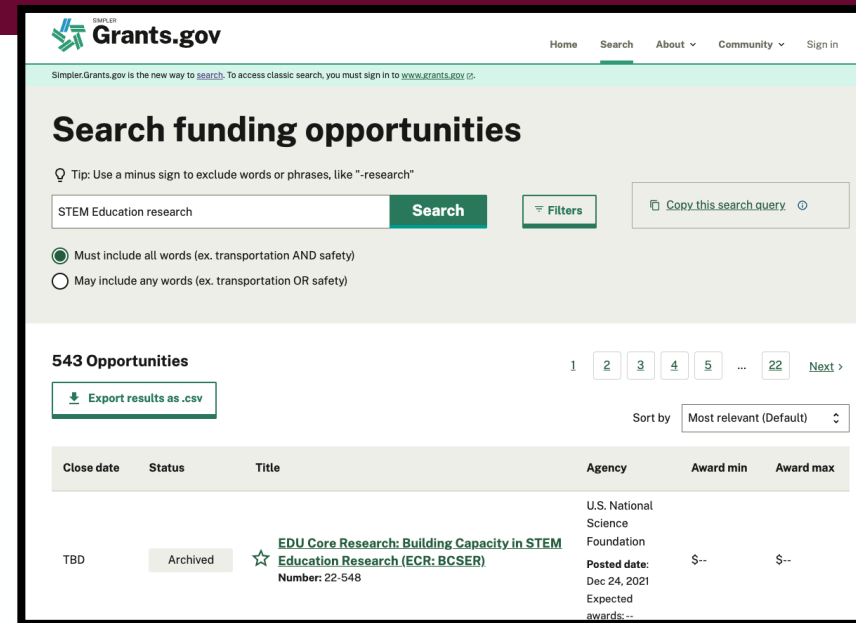 SIMPLER
Grants.gov
Home Search About Community Sign in
Simpler.Grants.gov is the new way to search. To access classic search, you must sign in to www.grants.gov.
Search funding opportunities
Tip: Use a minus sign to exclude words or phrases, like "-research"
STEM Education research Search Filters Copy this search query
Must include all words (ex. transportation AND safety)
May include any words (ex. transportation OR safety)
543 Opportunities
1 2 3 4 5 ... 22 Next ›
Export results as .csv
Sort by Most relevant (Default)
Close date Status Title Agency Award min Award max
TBD Archived
EDU Core Research: Building Capacity in STEM
Education Research (ECR: BCSER)
Number: 22-548
U.S. National
Science
Foundation
Posted date:
Dec 24, 2021
Expected
awards: --
$-- $--